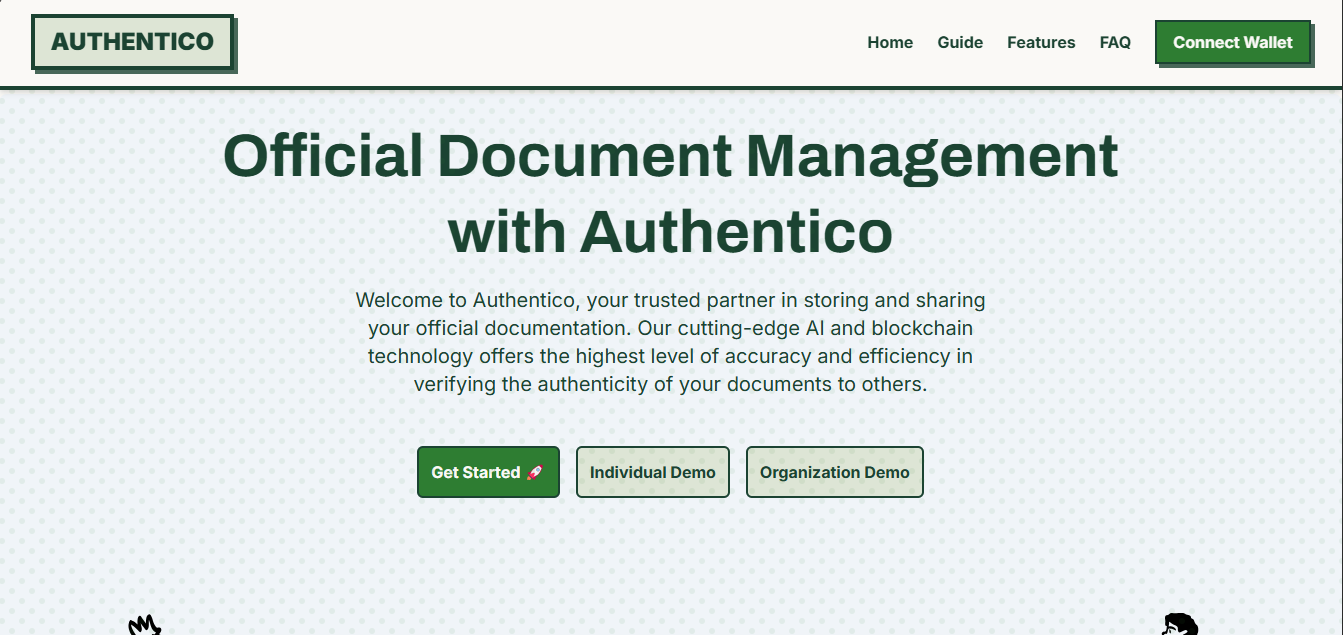 AUTHENTICO
Home Guide Features FAQ Connect Wallet
Official Document Management
with Authentico
Welcome to Authentico, your trusted partner in storing and sharing
your official documentation. Our cutting-edge AI and blockchain
technology offers the highest level of accuracy and efficiency in
verifying the authenticity of your documents to others.
Get Started 🚀 Individual Demo Organization Demo